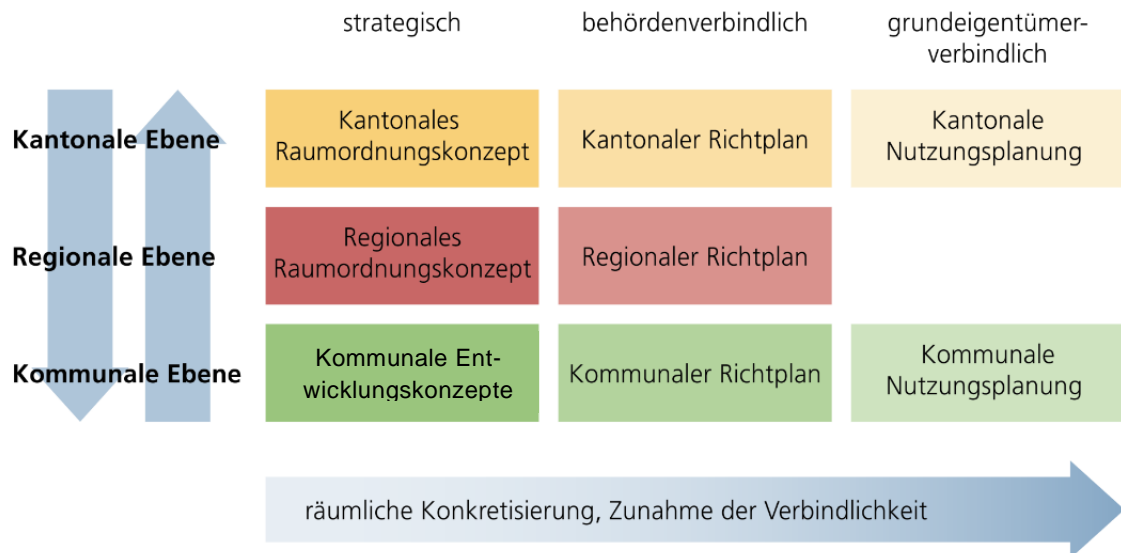 strategisch
behördenverbindlich
grundeigentümer-
verbindlich
Kantonale Ebene
Kantonales
Raumordnungskonzept
Kantonaler Richtplan
Kantonale
Nutzungsplanung
Regionale Ebene
Regionales
Raumordnungskonzept
Regionaler Richtplan
Kommunale Ebene
Kommunale Ent-
wicklungskonzepte
Kommunaler Richtplan
Kommunale
Nutzungsplanung
räumliche Konkretisierung, Zunahme der Verbindlichkeit